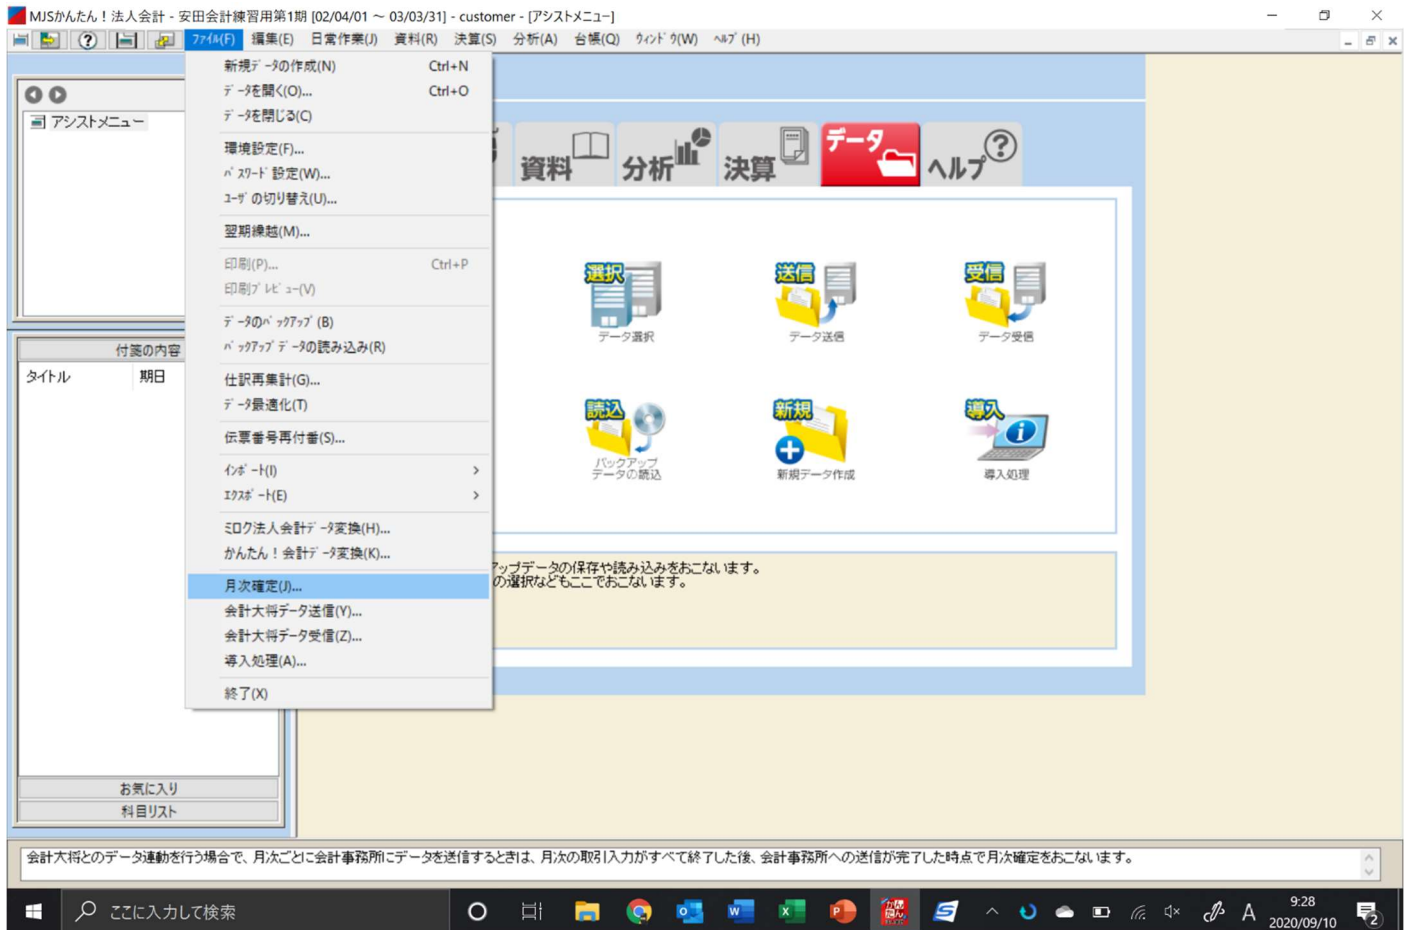 MJSかんたん！法人会計 - 安田会計練習用第1期 [02/04/01 ～ 03/03/31] - customer - [アシストメニュー]
ﾌｧｲﾙ(F) 編集(E) 日常作業(J) 資料(R) 決算(S) 分析(A) 台帳(Q) ｳｨﾝﾄﾞｳ(W) ﾍﾙﾌﾟ(H)
新規ﾃﾞｰﾀの作成(N) Ctrl+N
ﾃﾞｰﾀを開く(O)... Ctrl+O
ﾃﾞｰﾀを閉じる(C)
環境設定(F)...
ﾊﾟｽﾜｰﾄﾞ設定(W)...
ﾕｰｻﾞの切り替え(U)...
翌期繰越(M)...
印刷(P)... Ctrl+P
印刷ﾌﾟﾚﾋﾞｭｰ(V)
ﾃﾞｰﾀのﾊﾞｯｸｱｯﾌﾟ(B)
ﾊﾞｯｸｱｯﾌﾟﾃﾞｰﾀの読み込み(R)
仕訳再集計(G)...
ﾃﾞｰﾀ最適化(T)
伝票番号再付番(S)...
ｲﾝﾎﾟｰﾄ(I)
ｴｸｽﾎﾟｰﾄ(E)
ミロク法人会計ﾃﾞｰﾀ変換(H)...
かんたん！会計ﾃﾞｰﾀ変換(K)...
月次確定(J)...
会計大将データ送信(Y)...
会計大将データ受信(Z)...
導入処理(A)...
終了(X)
アシストメニュー
付箋の内容
タイトル 期日
お気に入り
科目リスト
資料 分析 決算 データ ヘルプ
選択 送信 受信
データ選択 データ送信 データ受信
読込 新規 導入
バックアップ
データの読込 新規データ作成 導入処理
アップデータの保存や読み込みをおこないます。
の選択などもここでおこないます。
会計大将とのデータ連動を行う場合で、月次ごとに会計事務所にデータを送信するときは、月次の取引入力がすべて終了した後、会計事務所への送信が完了した時点で月次確定をおこないます。
ここに入力して検索
かんたん
A
9:28
2020/09/10
2